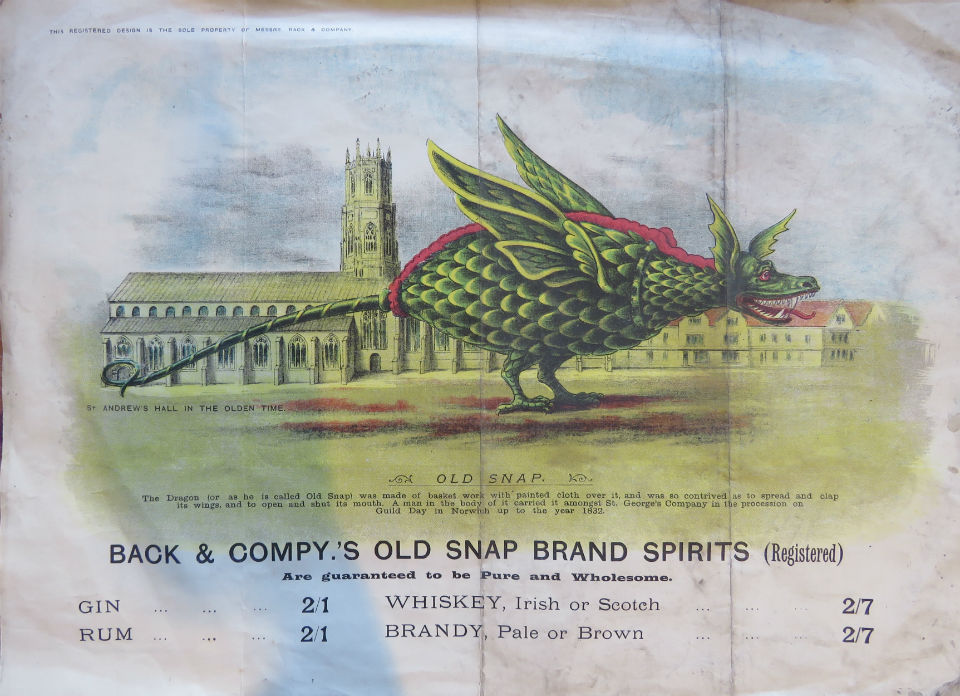 THIS REGISTERED DESIGN IS THE SOLE PROPERTY OF MESSRS. BACK & COMPANY.
ST ANDREW'S HALL IN THE OLDEN TIME.
OLD SNAP.
The Dragon (or as he is called Old Snap) was made of basket work with painted cloth over it, and was so contrived as to spread and clap
its wings, and to open and shut its mouth. A man in the body of it carried it amongst St. George's Company in the procession on
Guild Day in Norwich up to the year 1832.
BACK & COMPY.'S OLD SNAP BRAND SPIRITS (Registered)
Are guaranteed to be Pure and Wholesome.
GIN ... ... ... 2/1 WHISKEY, Irish or Scotch ... ... ... 2/7
RUM ... ... ... 2/1 BRANDY, Pale or Brown ... ... ... 2/7